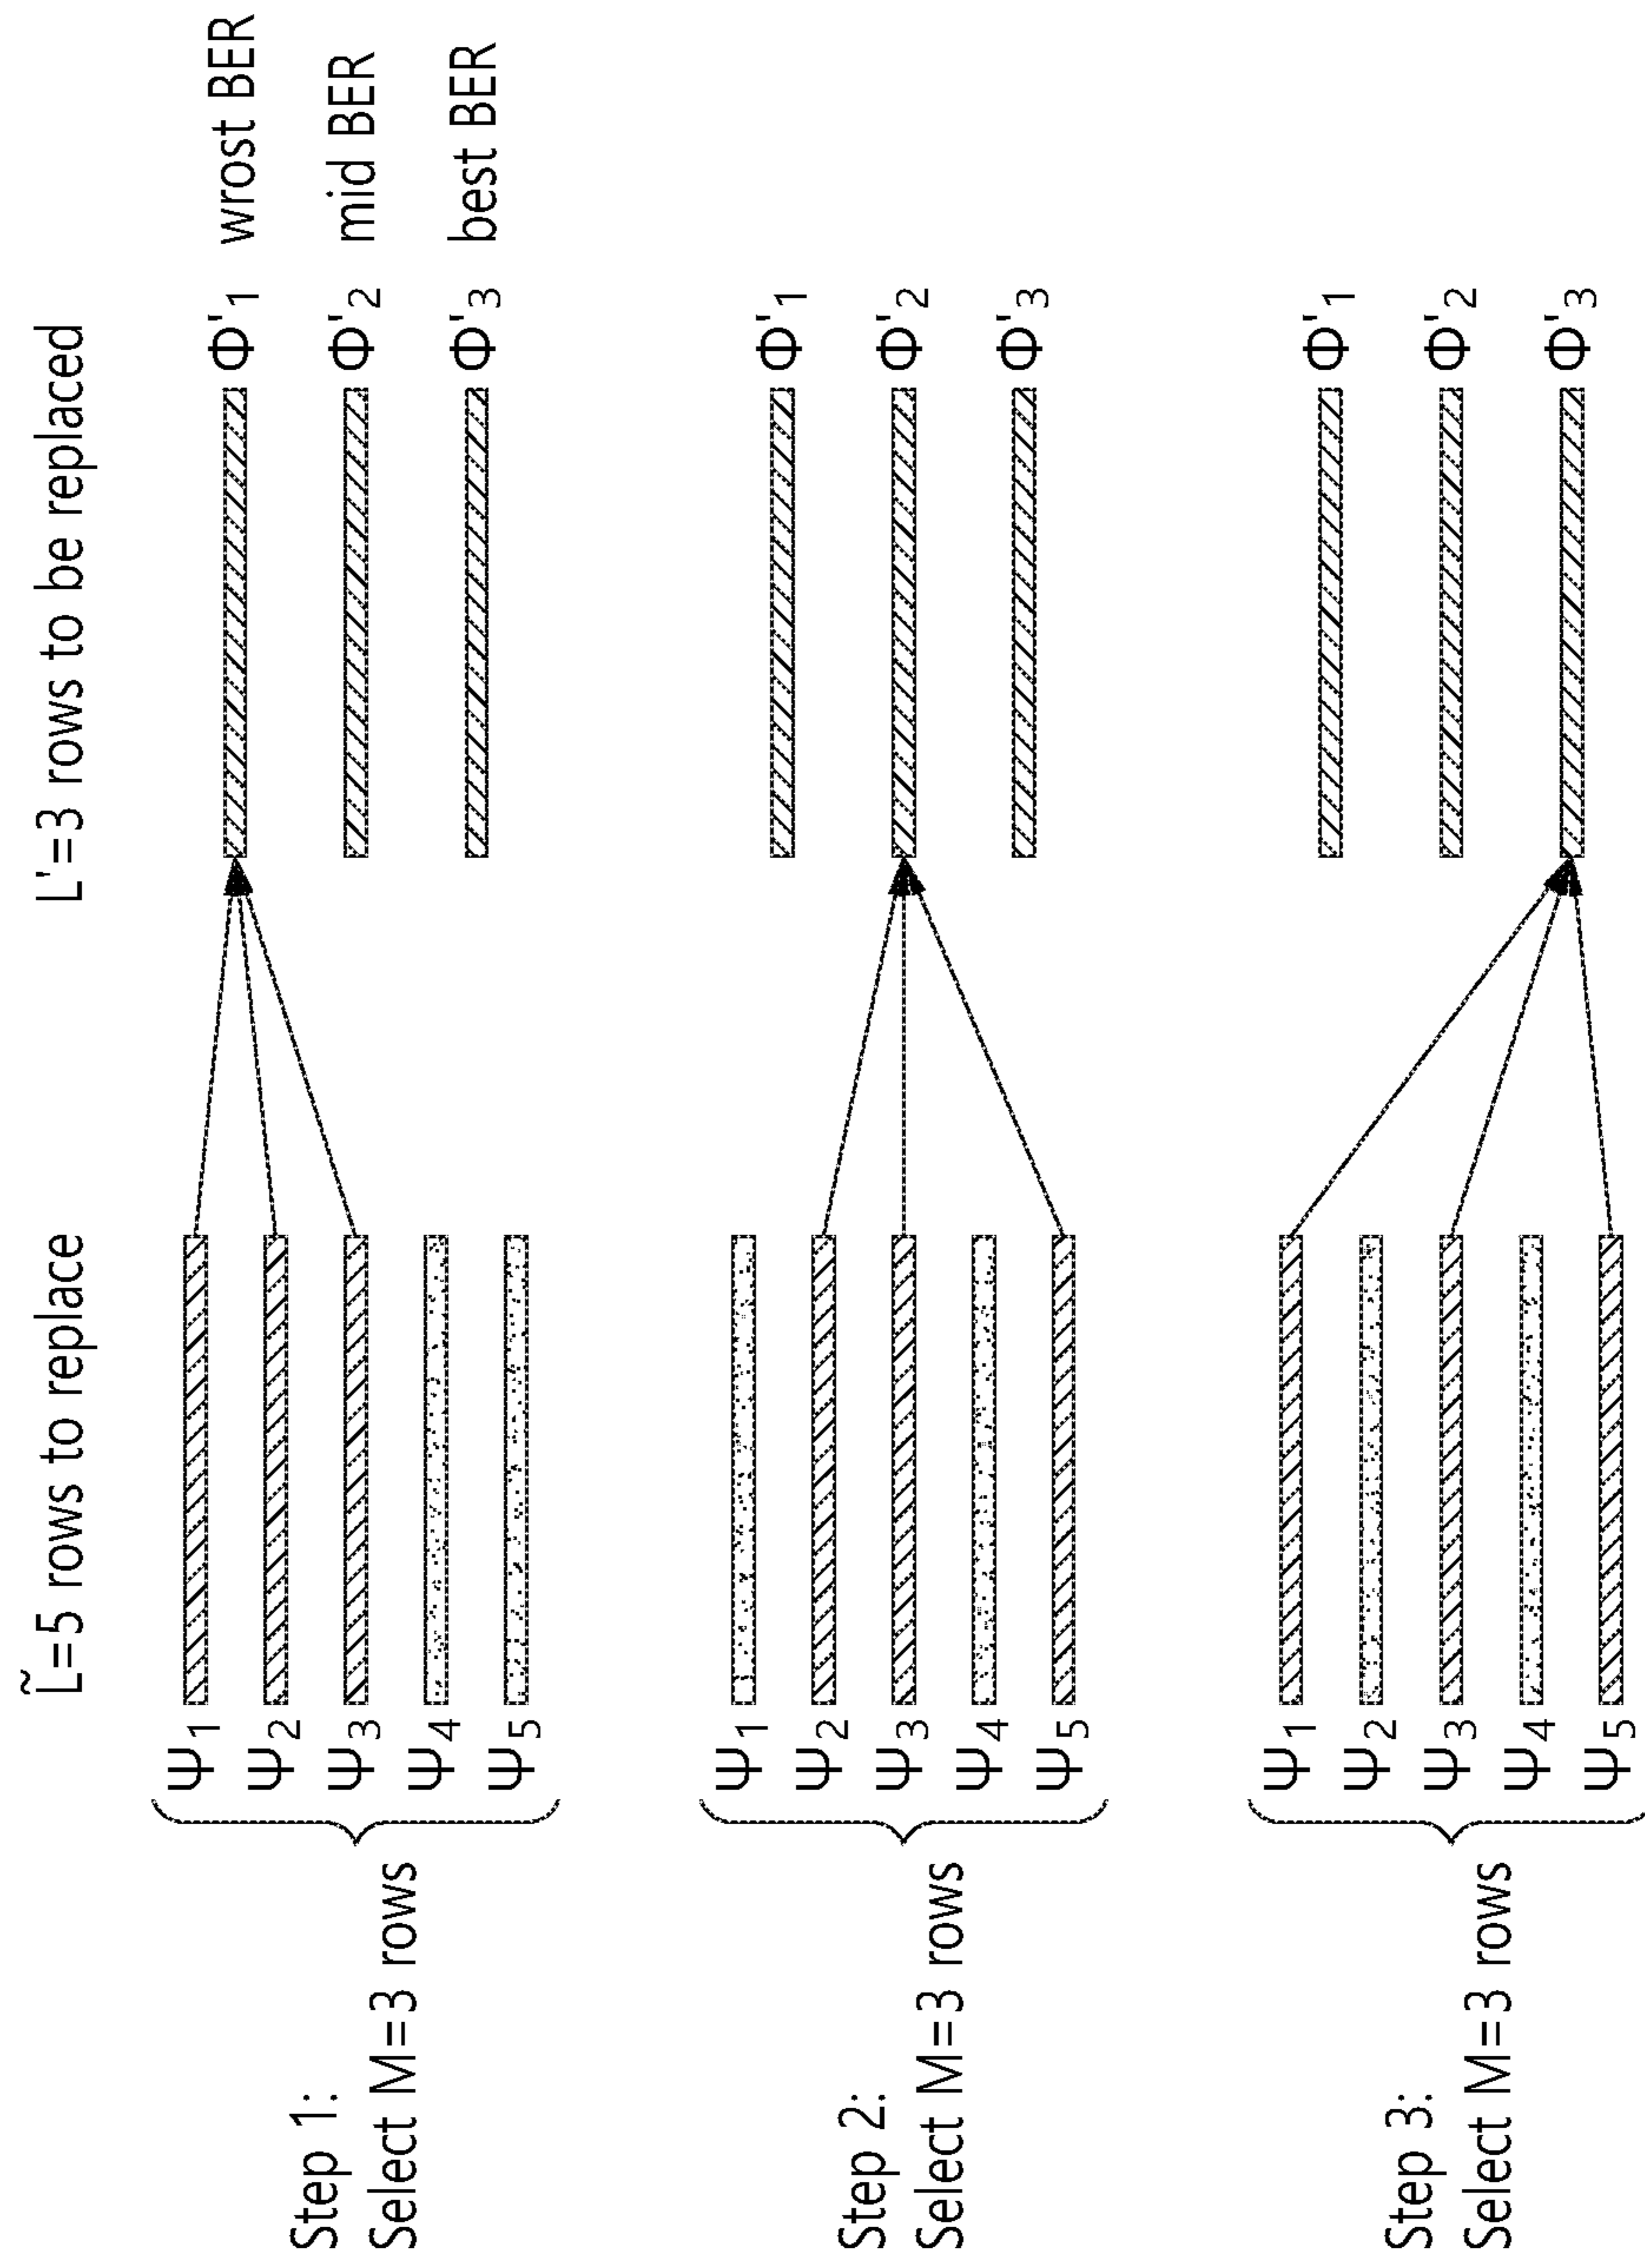 L̃=5 rows to replace
L'=3 rows to be replaced
Step 1:
Select M=3 rows
Ψ1
Ψ2
Ψ3
Ψ4
Ψ5
Φ'1 wrost BER
Φ'2 mid BER
Φ'3 best BER
Step 2:
Select M=3 rows
Ψ1
Ψ2
Ψ3
Ψ4
Ψ5
Φ'1
Φ'2
Φ'3
Step 3:
Select M=3 rows
Ψ1
Ψ2
Ψ3
Ψ4
Ψ5
Φ'1
Φ'2
Φ'3